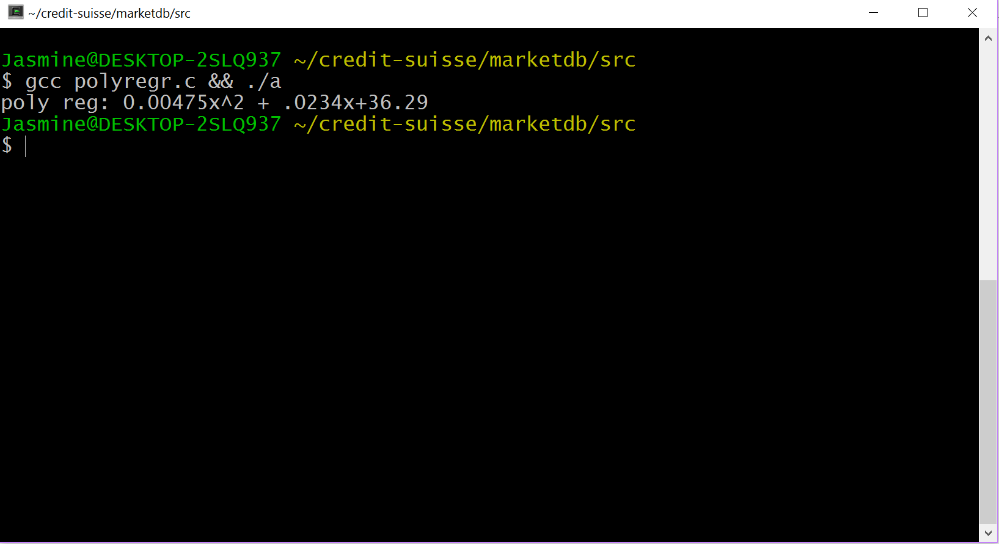 ~/credit-suisse/marketdb/src
Jasmine@DESKTOP-2SLQ937 ~/credit-suisse/marketdb/src
$ gcc polyregr.c && ./a
poly reg: 0.00475x^2 + .0234x+36.29
Jasmine@DESKTOP-2SLQ937 ~/credit-suisse/marketdb/src
$